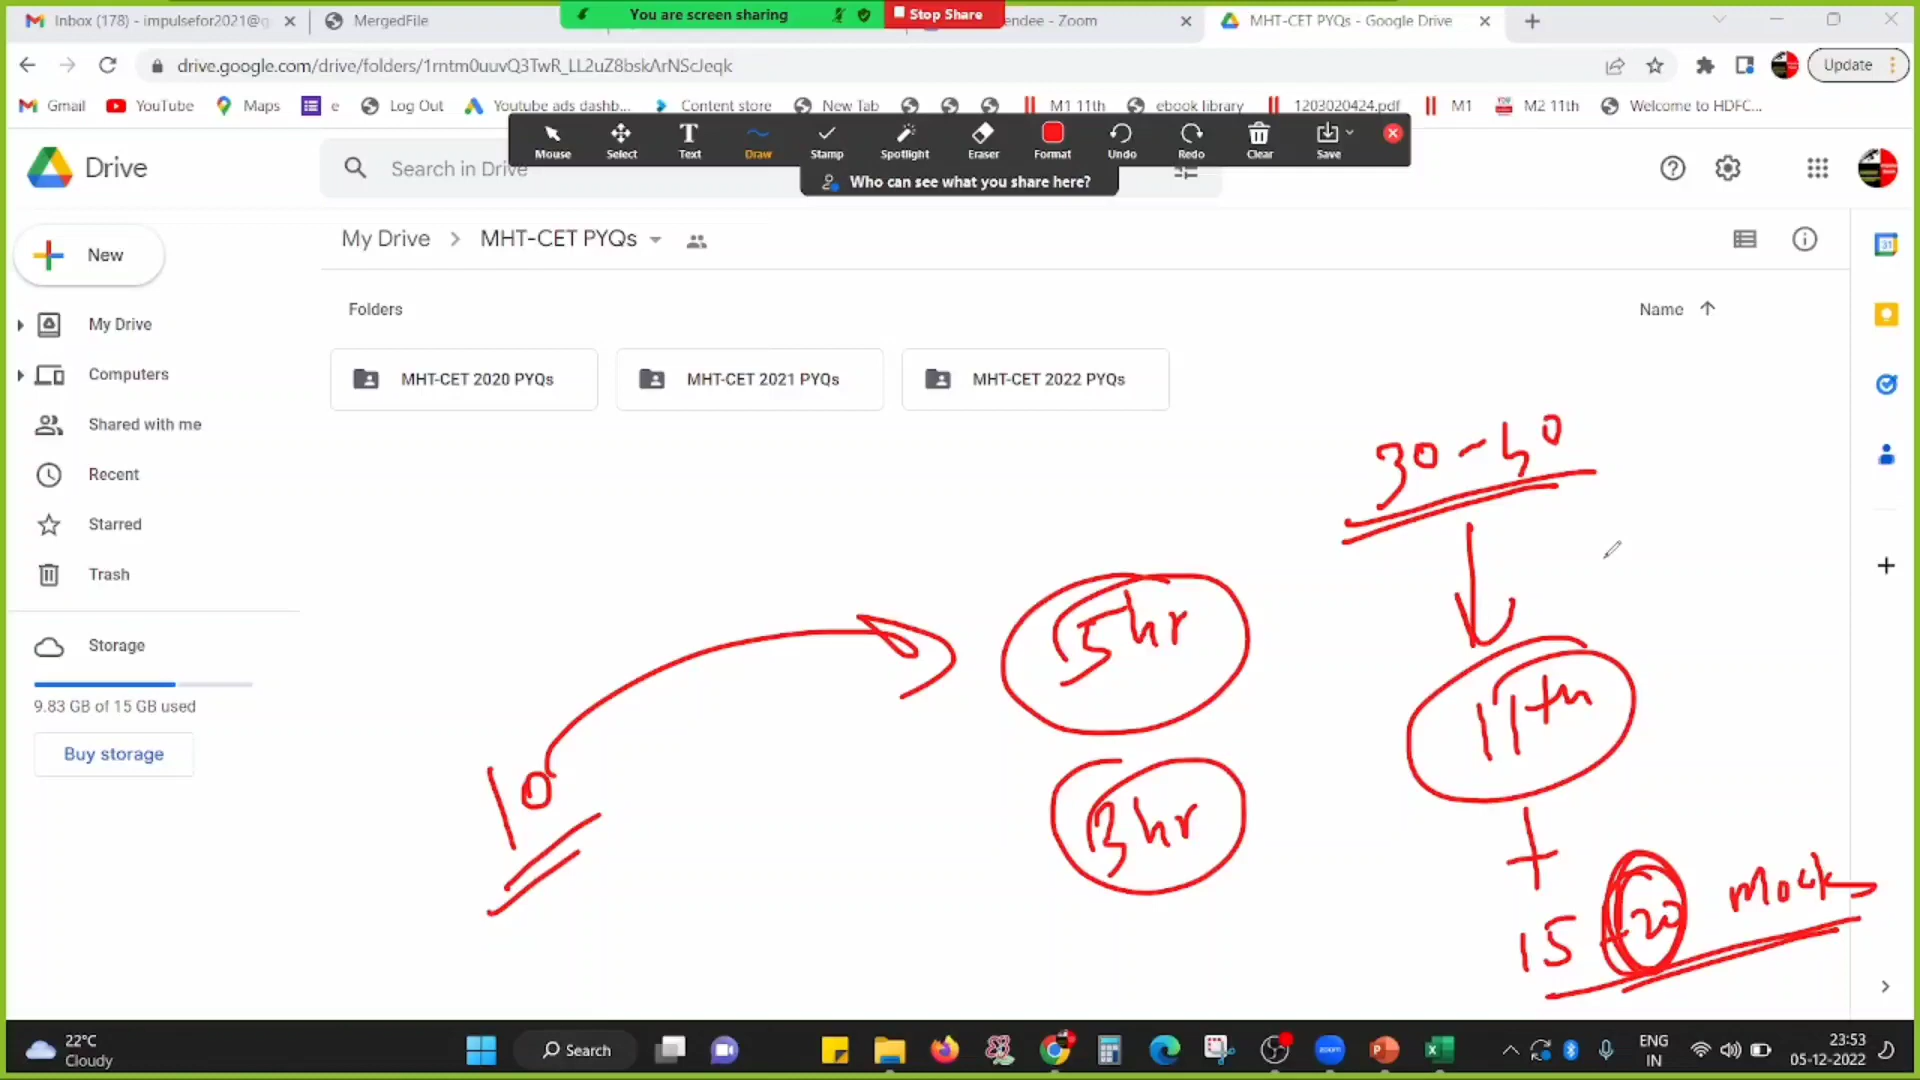 Inbox (178) - impulsefor2021@g
MergedFile
You are screen sharing
Stop Share
endee - Zoom
MHT-CET PYQs - Google Drive
drive.google.com/drive/folders/1rntm0uuvQ3TwR_LL2uZ8bskArNScJeqk
Update
Gmail
YouTube
Maps
e
Log Out
Youtube ads dashb...
Content store
New Tab
M1 11th
ebook library
1203020424.pdf
M1
M2 11th
Welcome to HDFC...
Mouse
Select
Text
Draw
Stamp
Spotlight
Eraser
Format
Undo
Redo
Clear
Save
Who can see what you share here?
Drive
Search in Drive
New
My Drive
MHT-CET PYQs
My Drive
Computers
Shared with me
Recent
Starred
Trash
Storage
9.83 GB of 15 GB used
Buy storage
Folders
Name
MHT-CET 2020 PYQs
MHT-CET 2021 PYQs
MHT-CET 2022 PYQs
30-40
5hr
11th
10
3hr
+
15-20 Mock
22°C
Cloudy
Search
zoom
ENG
IN
23:53
05-12-2022